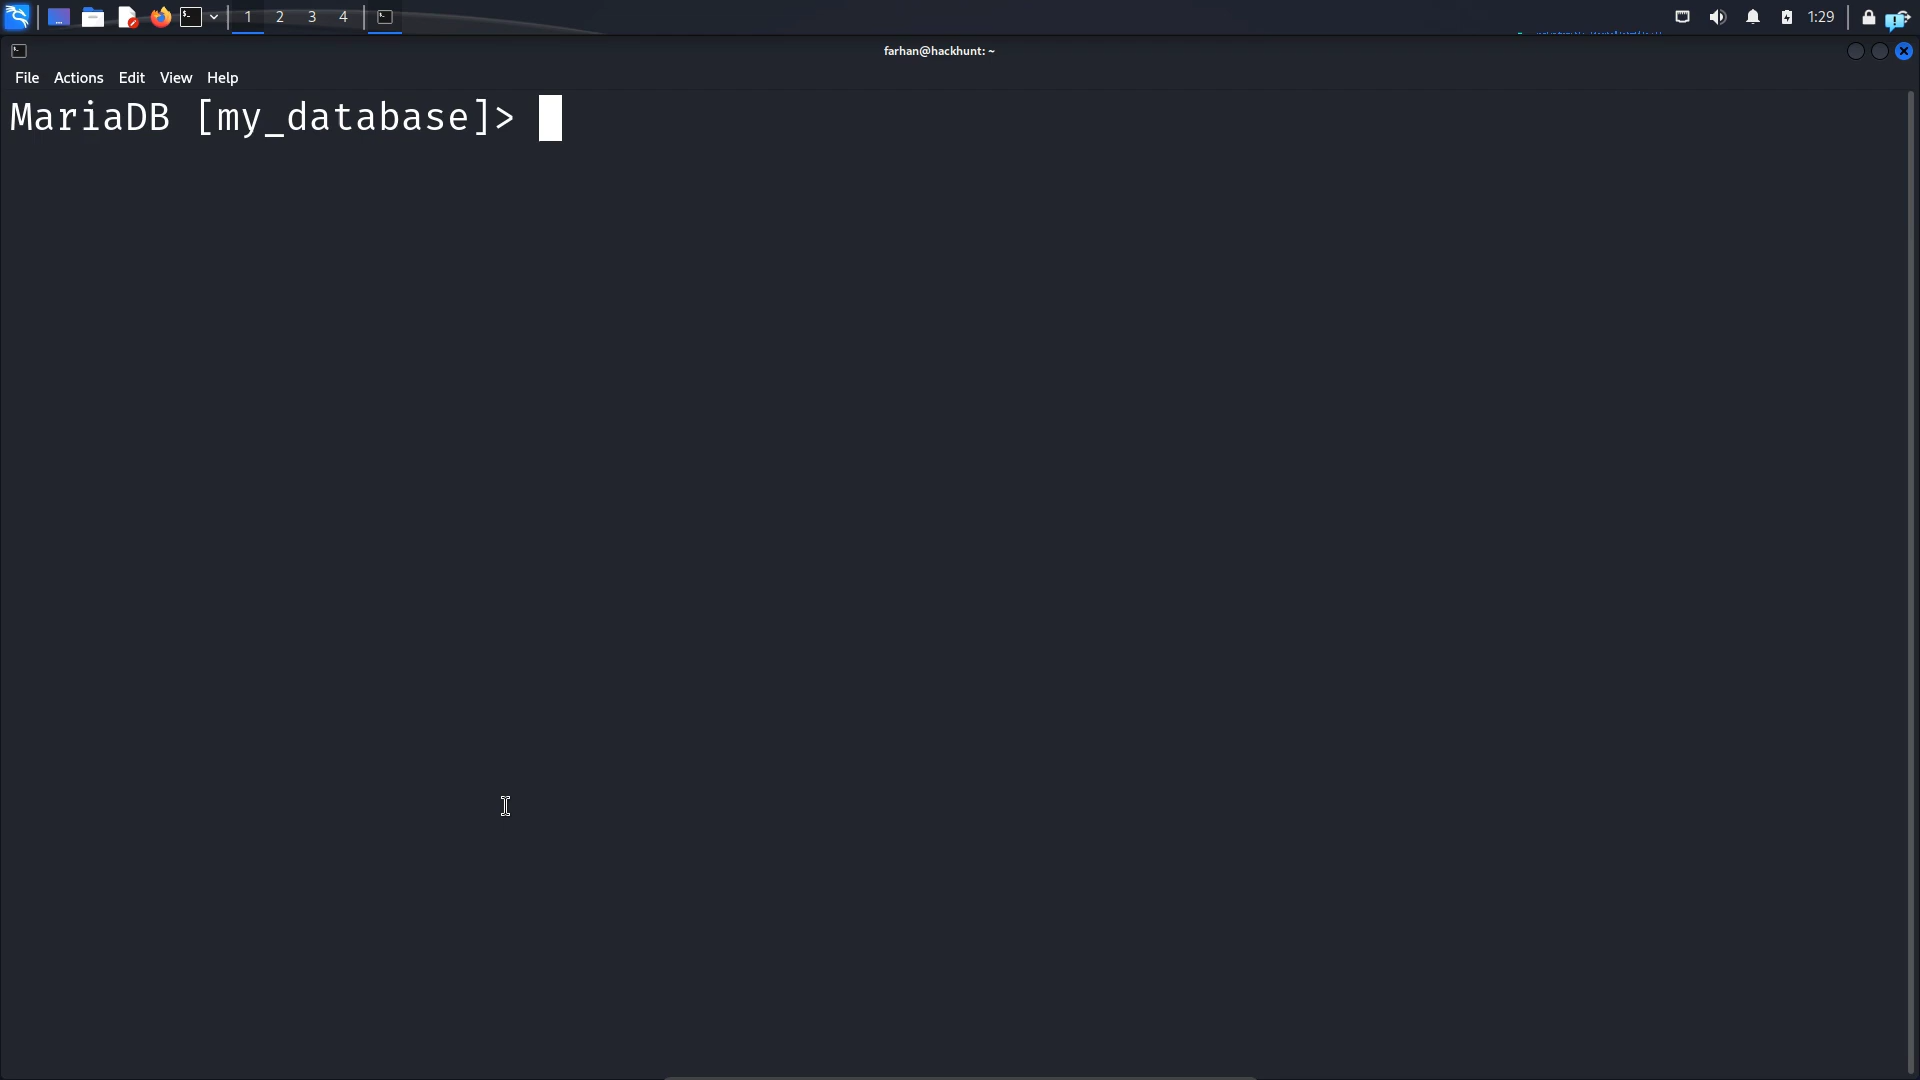 1 2 3 4 1:29
farhan@hackhunt: ~
File Actions Edit View Help
MariaDB [my_database]>